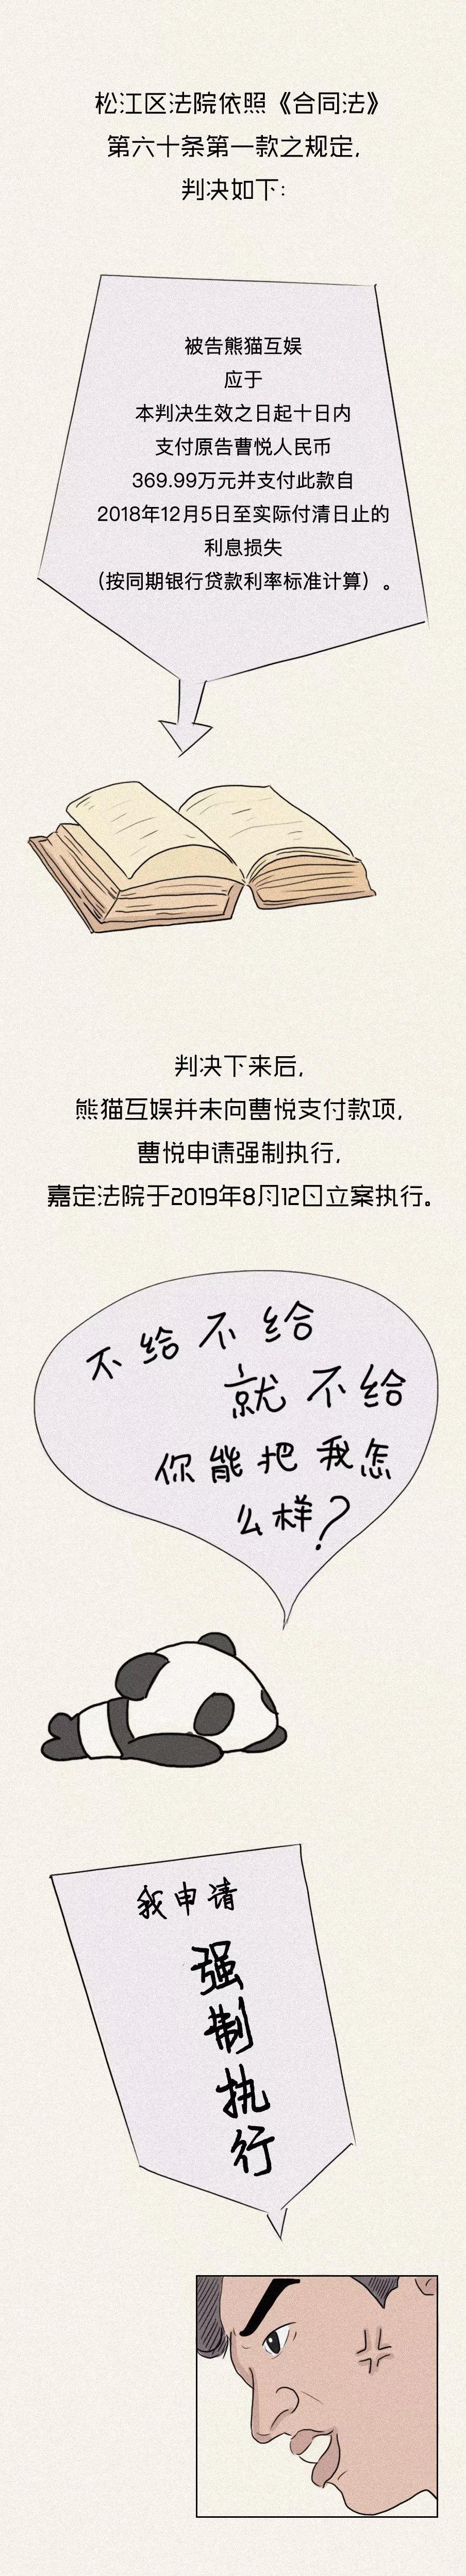 松江区法院依照《合同法》
第六十条第一款之规定,
判决如下:
被告熊猫互娱
应于
本判决生效之日起十日内
支付原告曹悦人民币
369.99万元并支付此款自
2018年12月5日至实际付清日止的
利息损失
（按同期银行贷款利率标准计算）。
判决下来后,
熊猫互娱并未向曹悦支付款项,
曹悦申请强制执行,
嘉定法院于2019年8月12日立案执行。
不给不给
就不给
你能把我怎
么样?
我申请
强
制
执
行